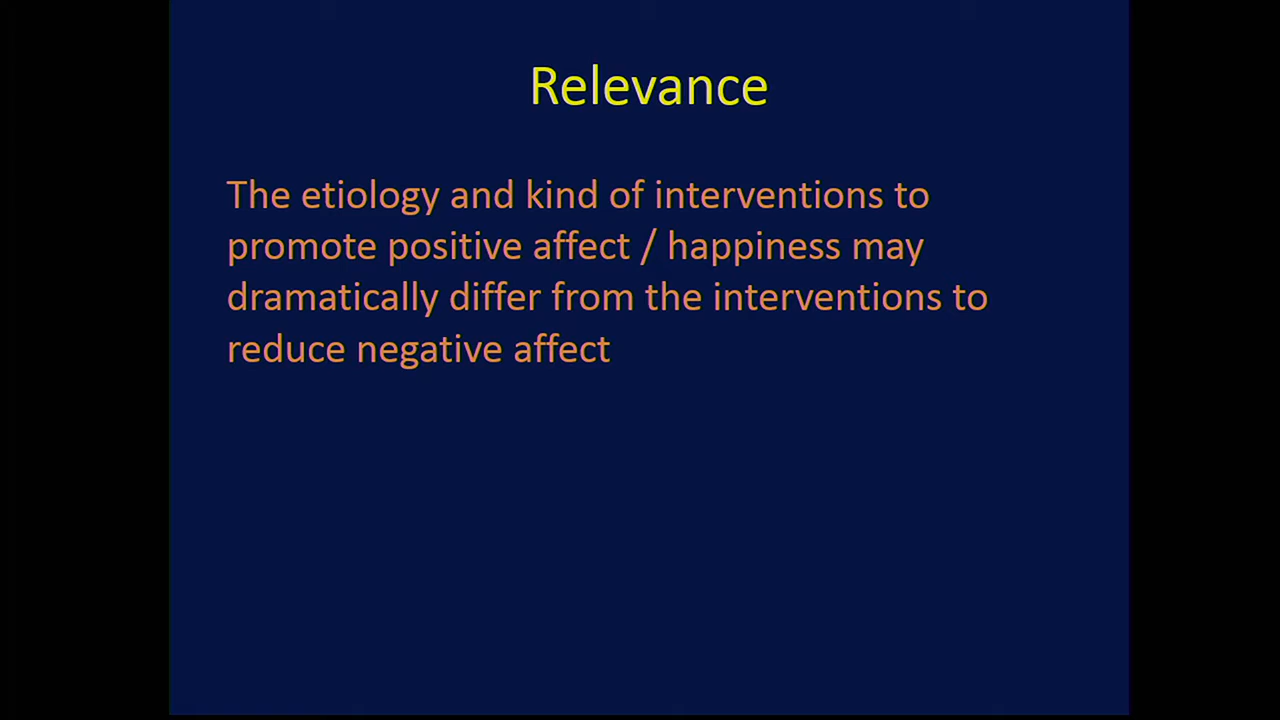 Relevance
The etiology and kind of interventions to
promote positive affect / happiness may
dramatically differ from the interventions to
reduce negative affect